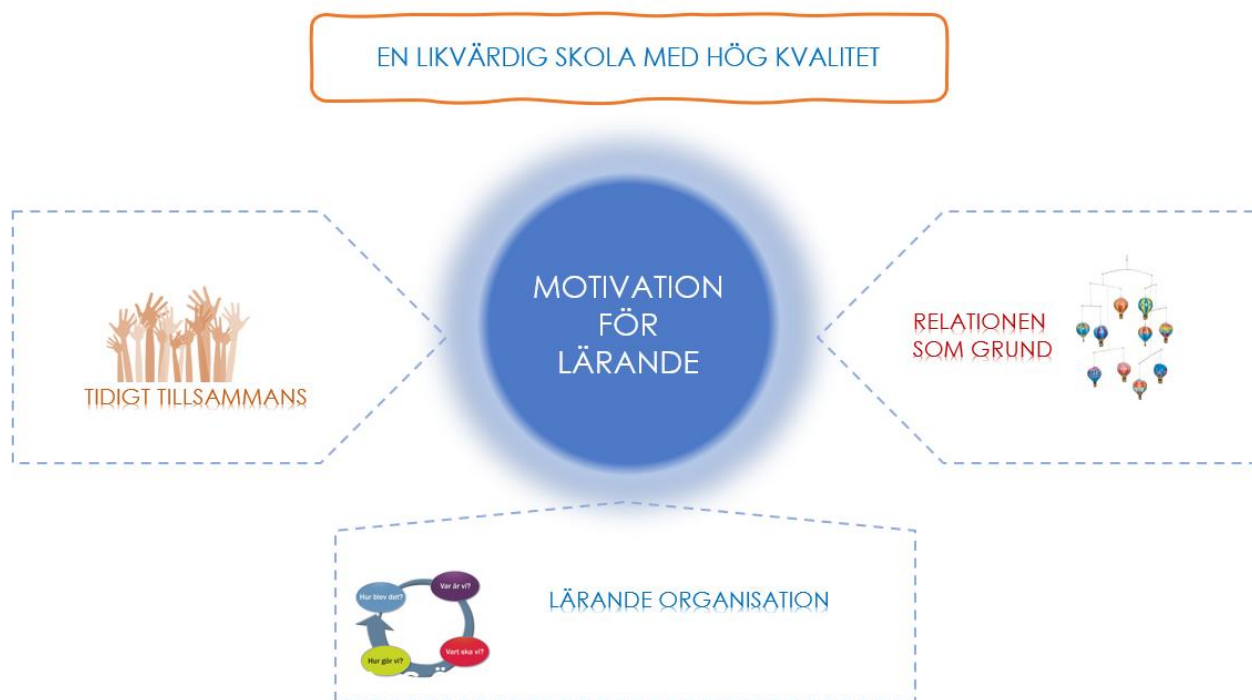 EN LIKVÄRDIG SKOLA MED HÖG KVALITET
MOTIVATION
FÖR
LÄRANDE
TIDIGT TILLSAMMANS
RELATIONEN
SOM GRUND
LÄRANDE ORGANISATION
Hur blev det?
Var är vi?
Hur gör vi?
Vart ska vi?